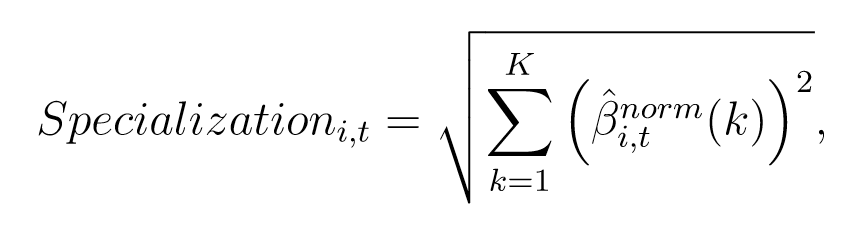 $Specialization_{i,t} = \sqrt{\sum_{k=1}^{K} \left( \hat{\beta}_{i,t}^{norm}(k) \right)^2},$